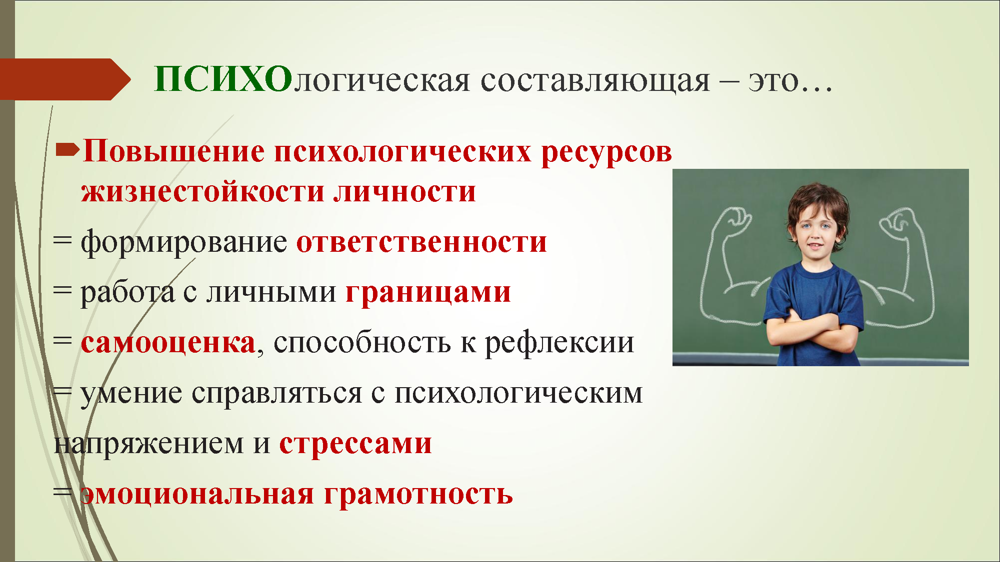 ПСИХОлогическая составляющая – это…
Повышение психологических ресурсов
жизнестойкости личности
= формирование ответственности
= работа с личными границами
= самооценка, способность к рефлексии
= умение справляться с психологическим
напряжением и стрессами
= эмоциональная грамотность